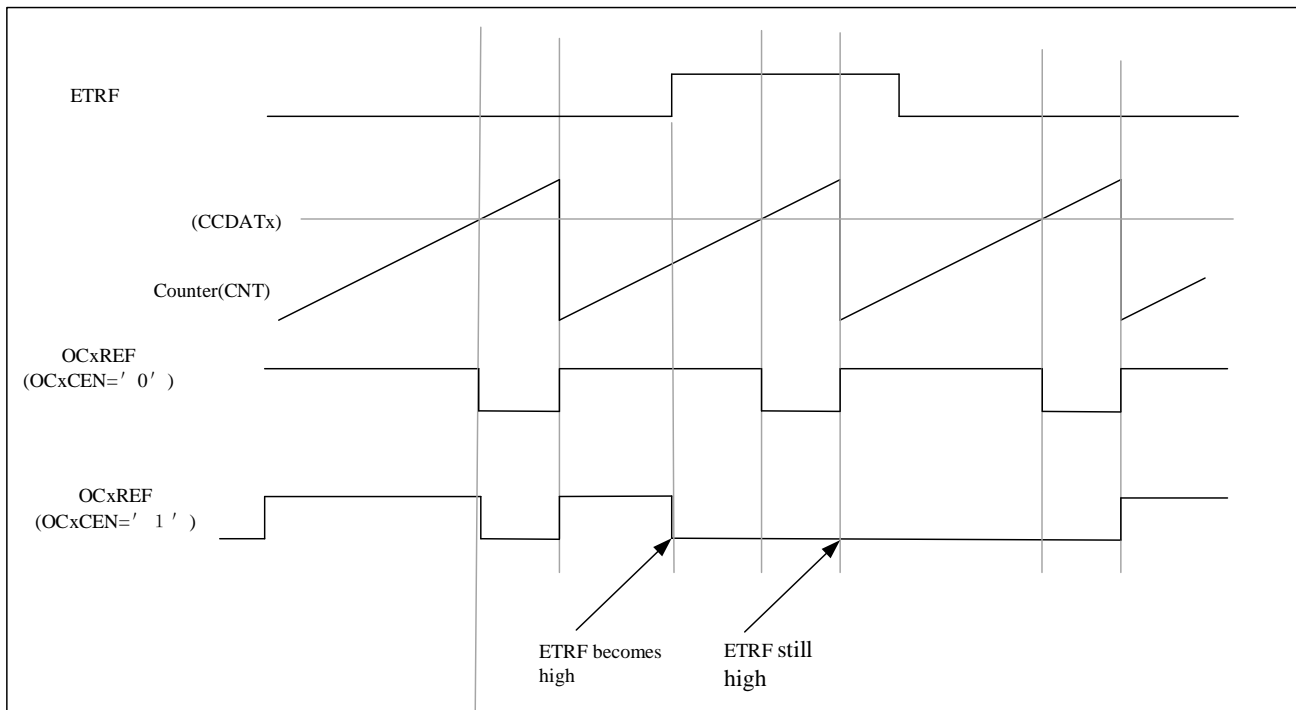 ETRF
(CCDATx)
Counter(CNT)
OCxREF
(OCxCEN=′0′)
OCxREF
(OCxCEN=′1′)
ETRF becomes
high
ETRF still
high